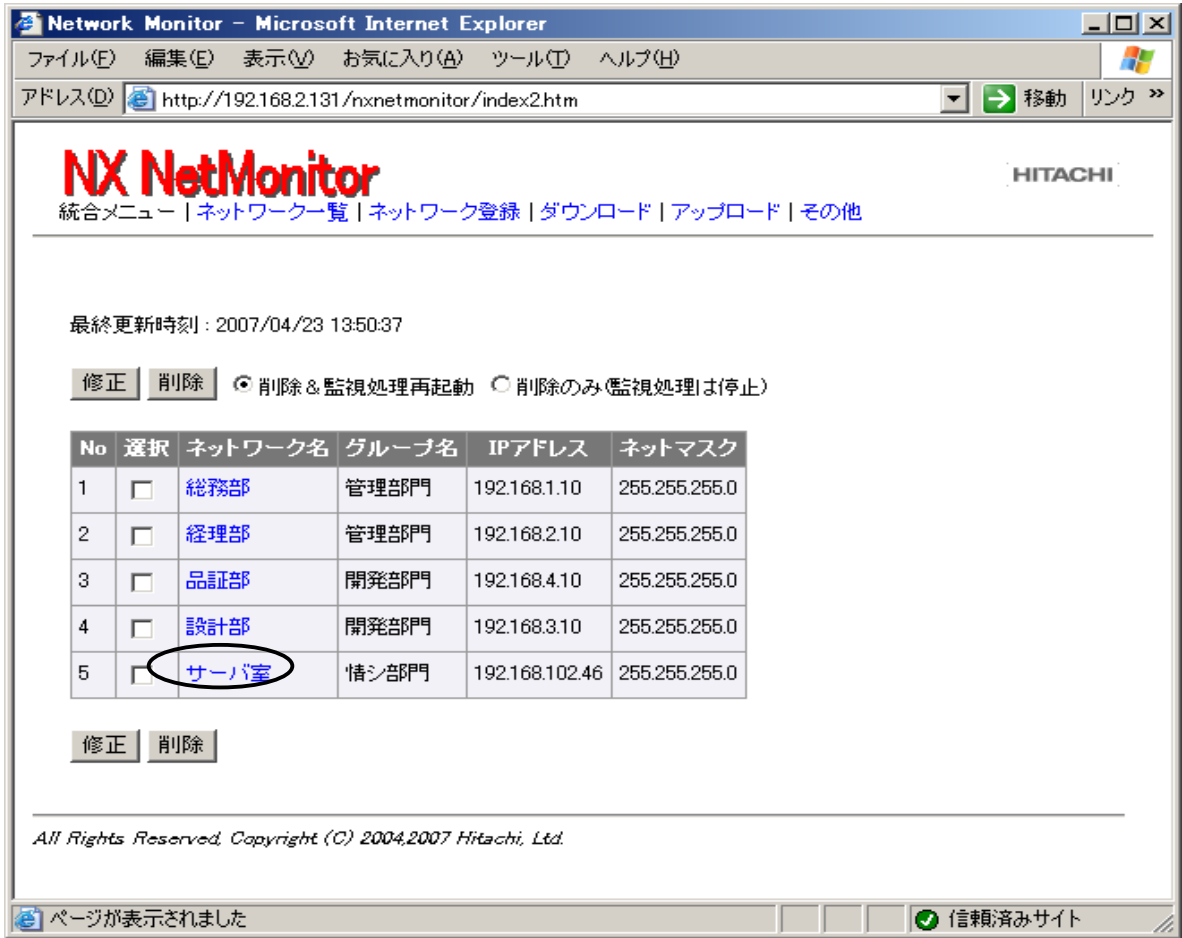 Network Monitor - Microsoft Internet Explorer
ファイル(F) 編集(E) 表示(V) お気に入り(A) ツール(T) ヘルプ(H)
アドレス(D) http://192.168.2.131/nxnetmonitor/index2.htm 移動 リンク »
NX NetMonitor
HITACHI
統合メニュー | ネットワーク一覧 | ネットワーク登録 | ダウンロード | アップロード | その他
最終更新時刻 : 2007/04/23 13:50:37
修正 削除 削除&監視処理再起動 削除のみ(監視処理は停止)
No 選択 ネットワーク名 グループ名 IPアドレス ネットマスク
1 総務部 管理部門 192.168.1.10 255.255.255.0
2 経理部 管理部門 192.168.2.10 255.255.255.0
3 品証部 開発部門 192.168.4.10 255.255.255.0
4 設計部 開発部門 192.168.3.10 255.255.255.0
5 サーバ室 情シ部門 192.168.102.46 255.255.255.0
修正 削除
All Rights Reserved, Copyright (C) 2004,2007 Hitachi, Ltd.
ページが表示されました 信頼済みサイト